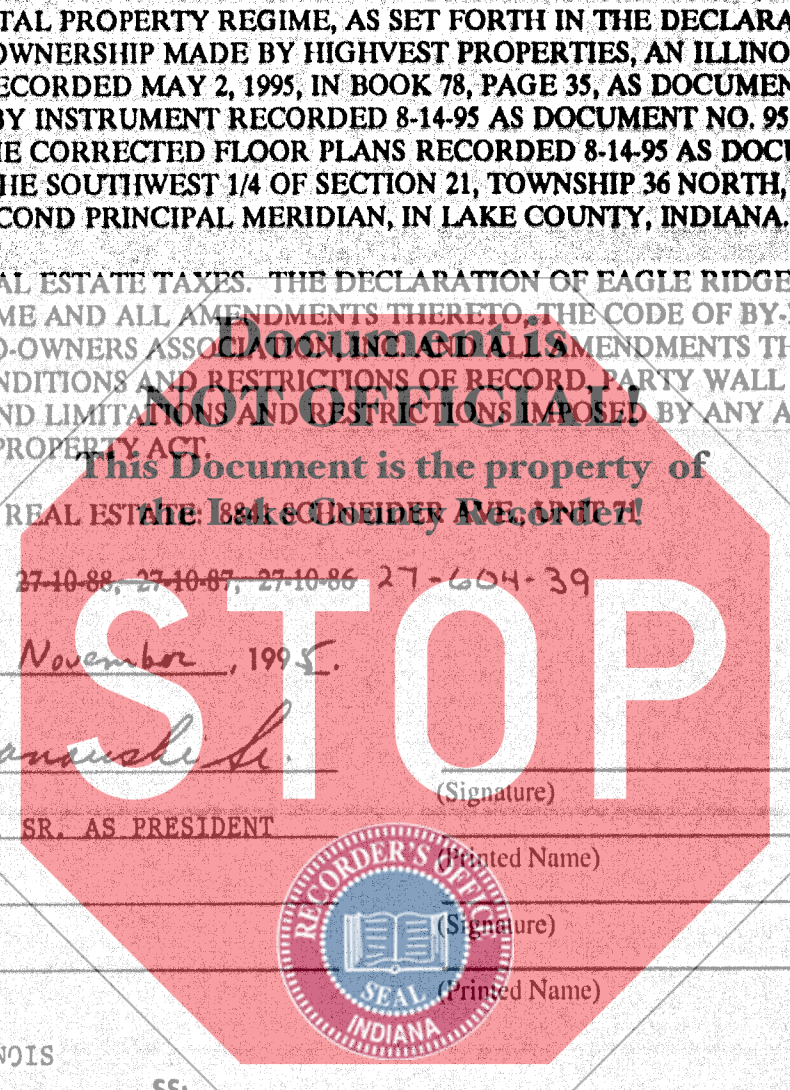 TAL PROPERTY REGIME, AS SET FORTH IN THE DECLARA
OWNERSHIP MADE BY HIGHVEST PROPERTIES, AN ILLINO
ECORDED MAY 2, 1995, IN BOOK 78, PAGE 35, AS DOCUMEN
BY INSTRUMENT RECORDED 8-14-95 AS DOCUMENT NO. 95
HE CORRECTED FLOOR PLANS RECORDED 8-14-95 AS DOCU
THE SOUTHWEST 1/4 OF SECTION 21, TOWNSHIP 36 NORTH,
COND PRINCIPAL MERIDIAN, IN LAKE COUNTY, INDIANA.
AL ESTATE TAXES. THE DECLARATION OF EAGLE RIDGE
ME AND ALL AMENDMENTS THERETO, THE CODE OF BY-
Document is
O-OWNERS ASSOCIATION, INC. AND ALL AMENDMENTS TH
NDITIONS AND RESTRICTIONS OF RECORD, PARTY WALL
NOT OFFICIAL!
ND LIMITATIONS AND RESTRICTIONS IMPOSED BY ANY A
PROPERTY ACT.
This Document is the property of
the Lake County Recorder!
REAL ESTATE: SCHNEIDER AVE., UNIT
27-10-88, 27-10-87, 27-10-86 27-604-39
STOP
November, 1995.
Sr.
(Signature)
SR. AS PRESIDENT
(Printed Name)
(Signature)
(Printed Name)
RECORDER'S OFFIC
SEAL
INDIANA
NOIS
SS: